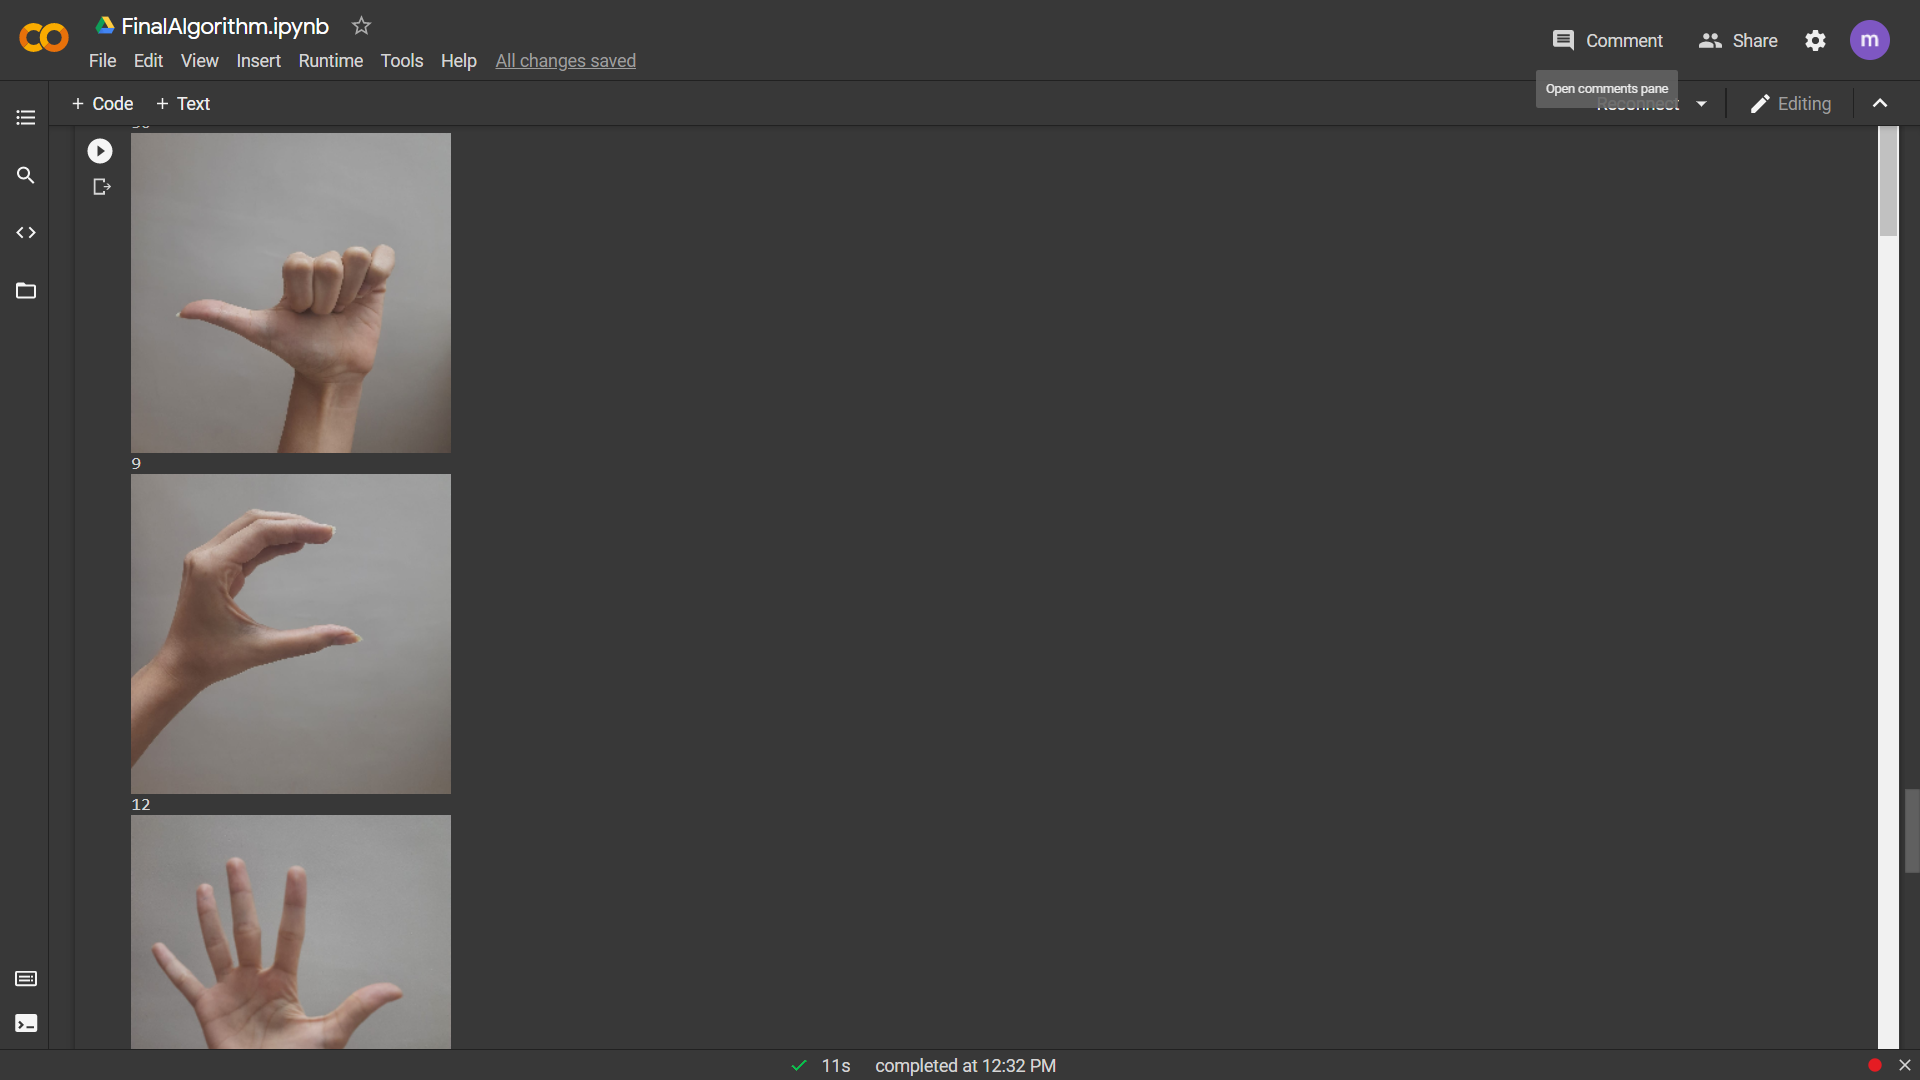 FinalAlgorithm.ipynb
File Edit View Insert Runtime Tools Help All changes saved
Comment Share m
Open comments pane
+ Code + Text
Reconnect Editing
9
12
11s completed at 12:32 PM